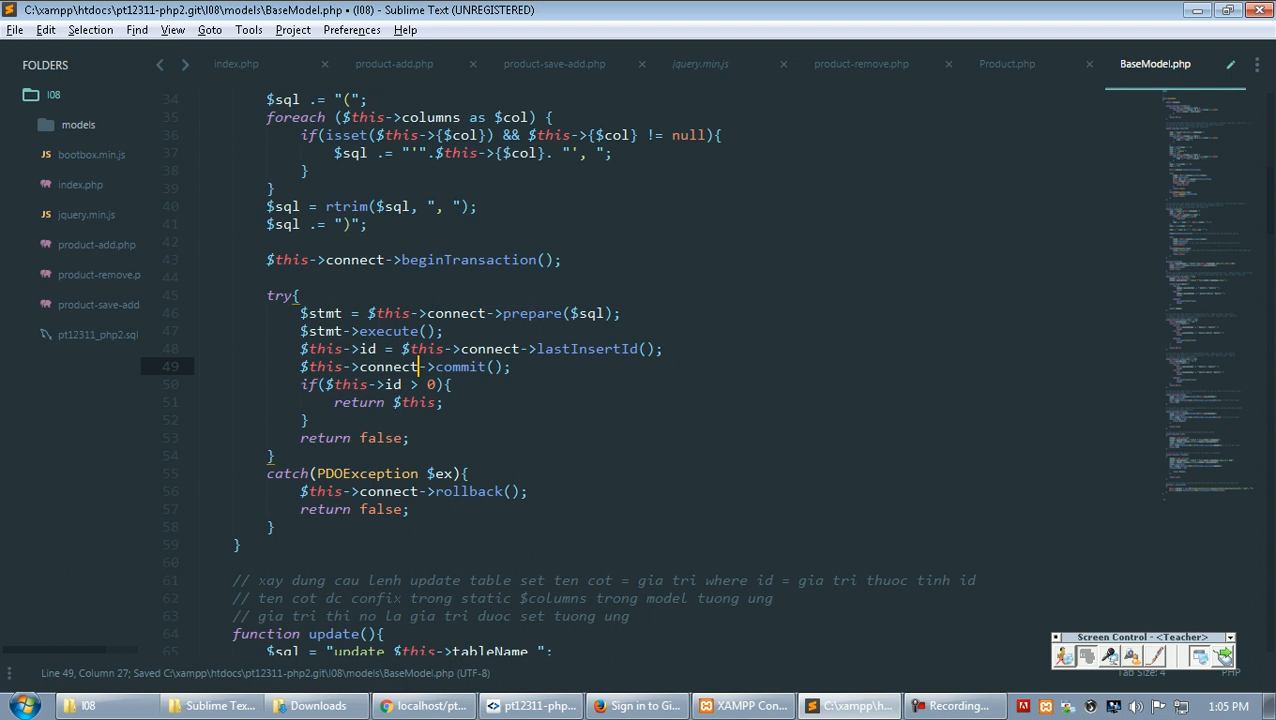 C:\xampp\htdocs\pt12311-php2.git\l08\models\BaseModel.php • (l08) - Sublime Text (UNREGISTERED)
File Edit Selection Find View Goto Tools Project Preferences Help
FOLDERS
index.php product-add.php product-save-add.php jquery.min.js product-remove.php Product.php BaseModel.php
l08
models
bootbox.min.js
index.php
jquery.min.js
product-add.php
product-remove.p
product-save-add
pt12311_php2.sql
34 $sql .= "(";
35 foreach ($this->columns as $col) {
36 if(isset($this->{$col}) && $this->{$col} != null){
37 $sql .= "'".$this->{$col}. "', ";
38 }
39 }
40 $sql = rtrim($sql, ", ");
41 $sql .= ")";
42
43 $this->connect->beginTraction();
44
45 try{
46 $stmt = $this->connect->prepare($sql);
47 $stmt->execute();
48 $this->id = $this->connect->lastInsertId();
49 $this->connect->commit();
50 if($this->id > 0){
51 return $this;
52 }
53 return false;
54 }
55 catch(PDOException $ex){
56 $this->connect->rollback();
57 return false;
58 }
59 }
60
61 // xay dung cau lenh update table set ten cot = gia tri where id = gia tri thuoc tinh id
62 // ten cot dc confix trong static $columns trong model tuong ung
63 // gia tri thi no la gia tri duoc set tuong ung
64 function update(){
65 $sql = "update $this->tableName ";
Screen Control - <Teacher>
Line 49, Column 27; Saved C:\xampp\htdocs\pt12311-php2.git\l08\models\BaseModel.php (UTF-8)
Tab Size: 4 PHP
l08 Sublime Tex... Downloads localhost/pt... pt12311-php... Sign in to Gi... XAMPP Con... C:\xampp\h... Recording... 1:05 PM